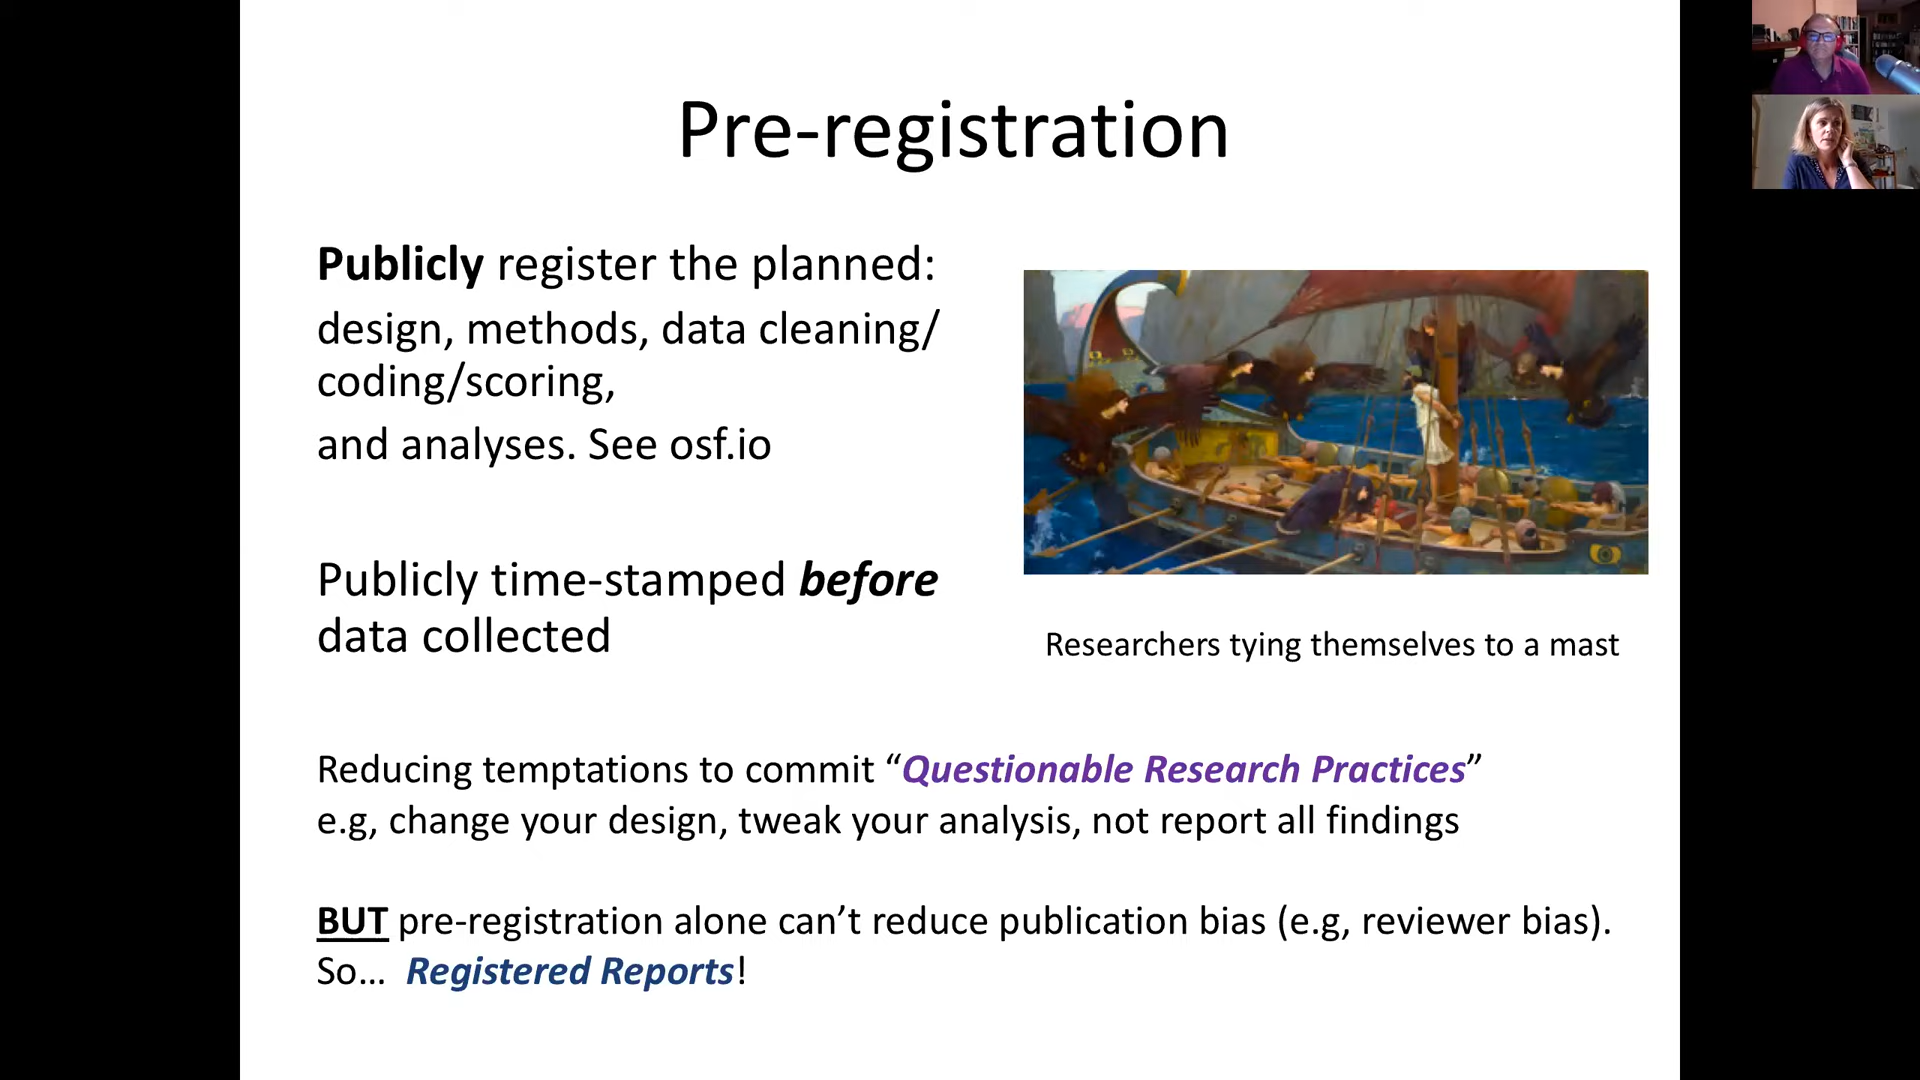 Pre-registration
Publicly register the planned:
design, methods, data cleaning/
coding/scoring,
and analyses. See osf.io
Publicly time-stamped before
data collected
Researchers tying themselves to a mast
Reducing temptations to commit “Questionable Research Practices”
e.g, change your design, tweak your analysis, not report all findings
BUT pre-registration alone can’t reduce publication bias (e.g, reviewer bias).
So… Registered Reports!